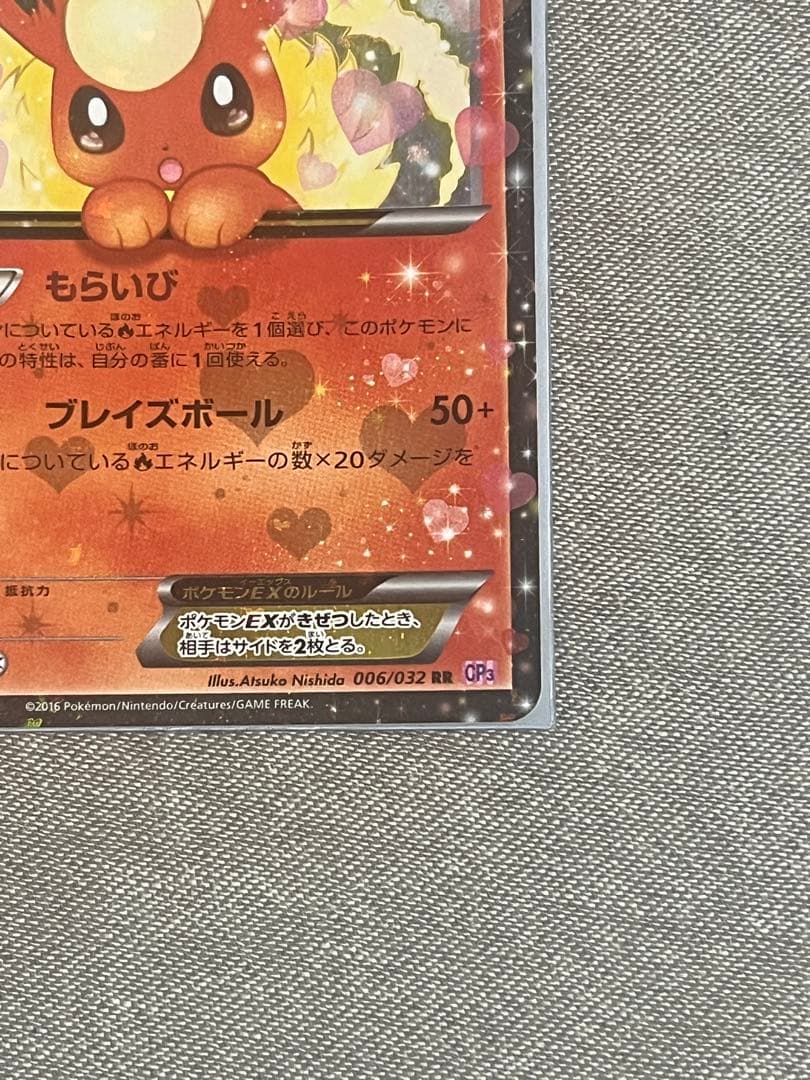 もらいび
についている🔥エネルギーを1個選び、このポケモンに
の特性は、自分の番に1回使える。
ブレイズボール 50+
についている🔥エネルギーの数×20ダメージを
抵抗力
ポケモンEXのルール
ポケモンEXがきぜつしたとき、
相手はサイドを2枚とる。
Illus.Atsuko Nishida 006/032 RR CP3
©2016 Pokémon/Nintendo/Creatures/GAME FREAK.